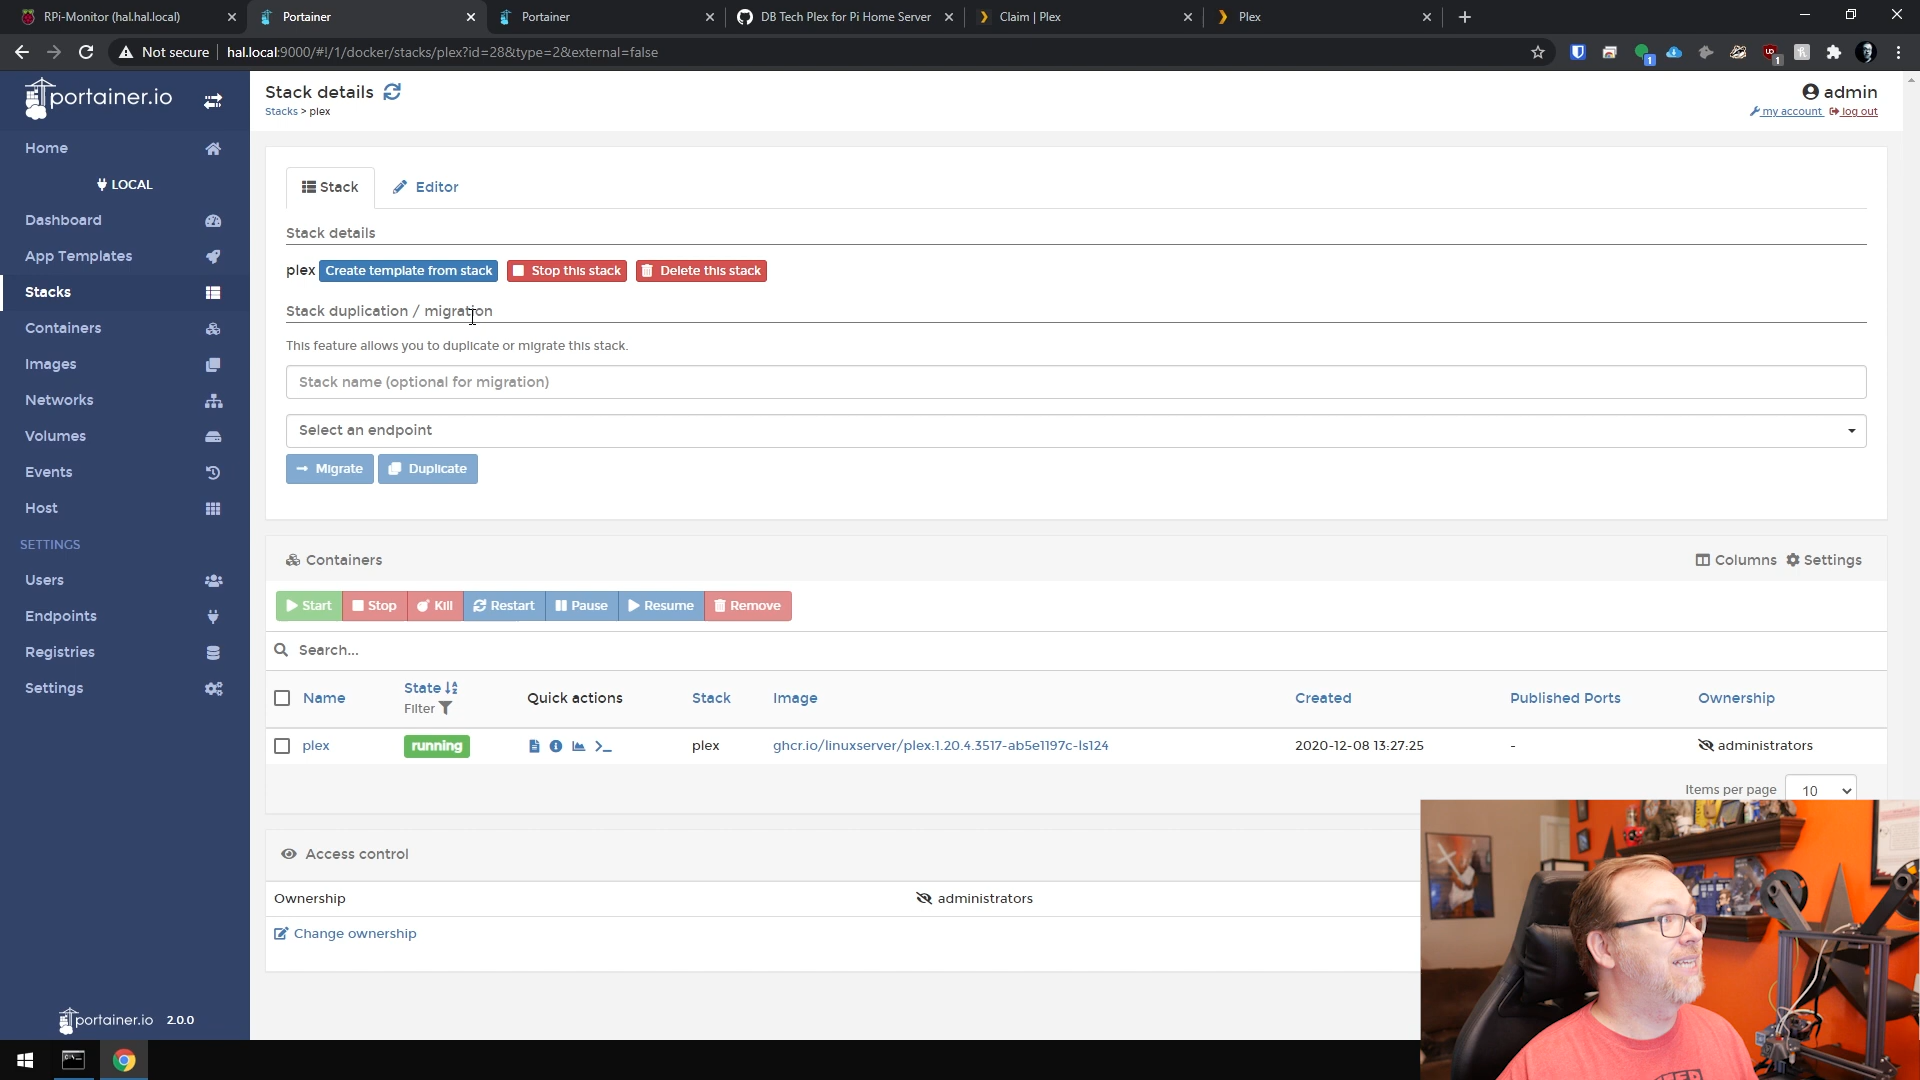 RPi-Monitor (hal.hal.local)
Portainer
Portainer
DB Tech Plex for Pi Home Server
Claim | Plex
Plex
Not secure
hal.local:9000/#!/1/docker/stacks/plex?id=28&type=2&external=false
portainer.io
Stack details
Stacks > plex
admin
my account
log out
Home
LOCAL
Dashboard
App Templates
Stacks
Containers
Images
Networks
Volumes
Events
Host
SETTINGS
Users
Endpoints
Registries
Settings
portainer.io 2.0.0
Stack
Editor
Stack details
plex
Create template from stack
Stop this stack
Delete this stack
Stack duplication / migration
This feature allows you to duplicate or migrate this stack.
Stack name (optional for migration)
Select an endpoint
Migrate
Duplicate
Containers
Columns
Settings
Start
Stop
Kill
Restart
Pause
Resume
Remove
Search...
Name
State
Filter
Quick actions
Stack
Image
Created
Published Ports
Ownership
plex
running
plex
ghcr.io/linuxserver/plex:1.20.4.3517-ab5e1197c-ls124
2020-12-08 13:27:25
-
administrators
Items per page
10
Access control
Ownership
administrators
Change ownership